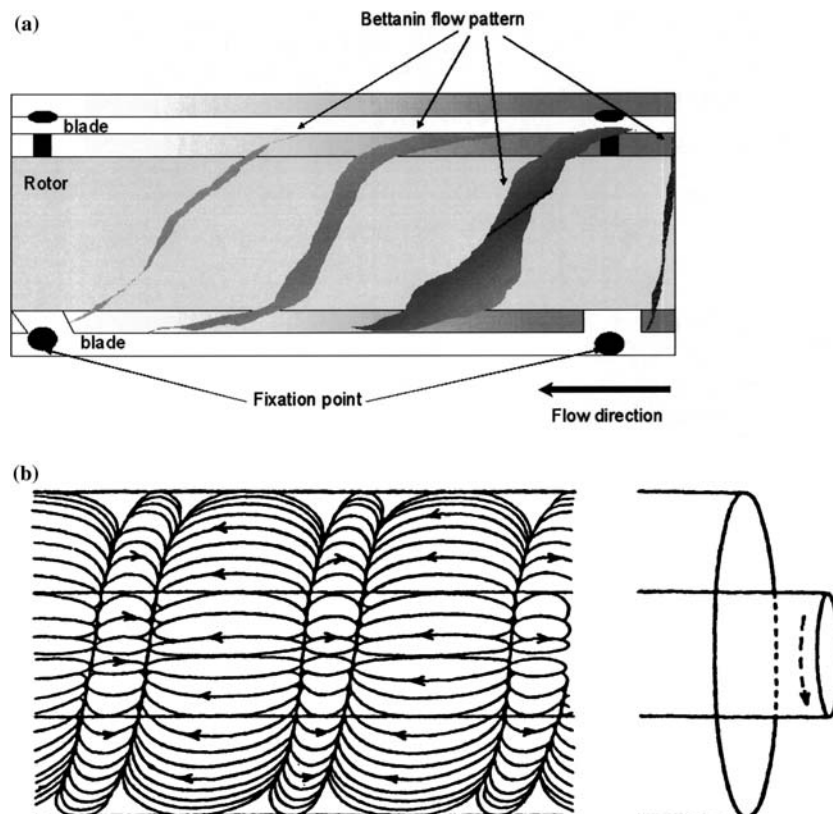 (a)
Bettanin flow pattern
blade
Rotor
blade
Fixation point
Flow direction
(b)